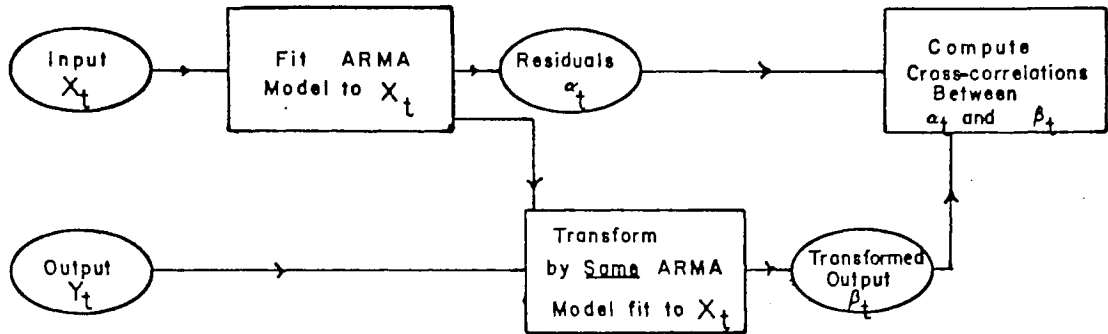 Input
X_t
Fit ARMA
Model to X_t
Residuals
α_t
Compute
Cross-correlations
Between
α_t and β_t
Output
Y_t
Transform
by Same ARMA
Model fit to X_t
Transformed
Output
β_t